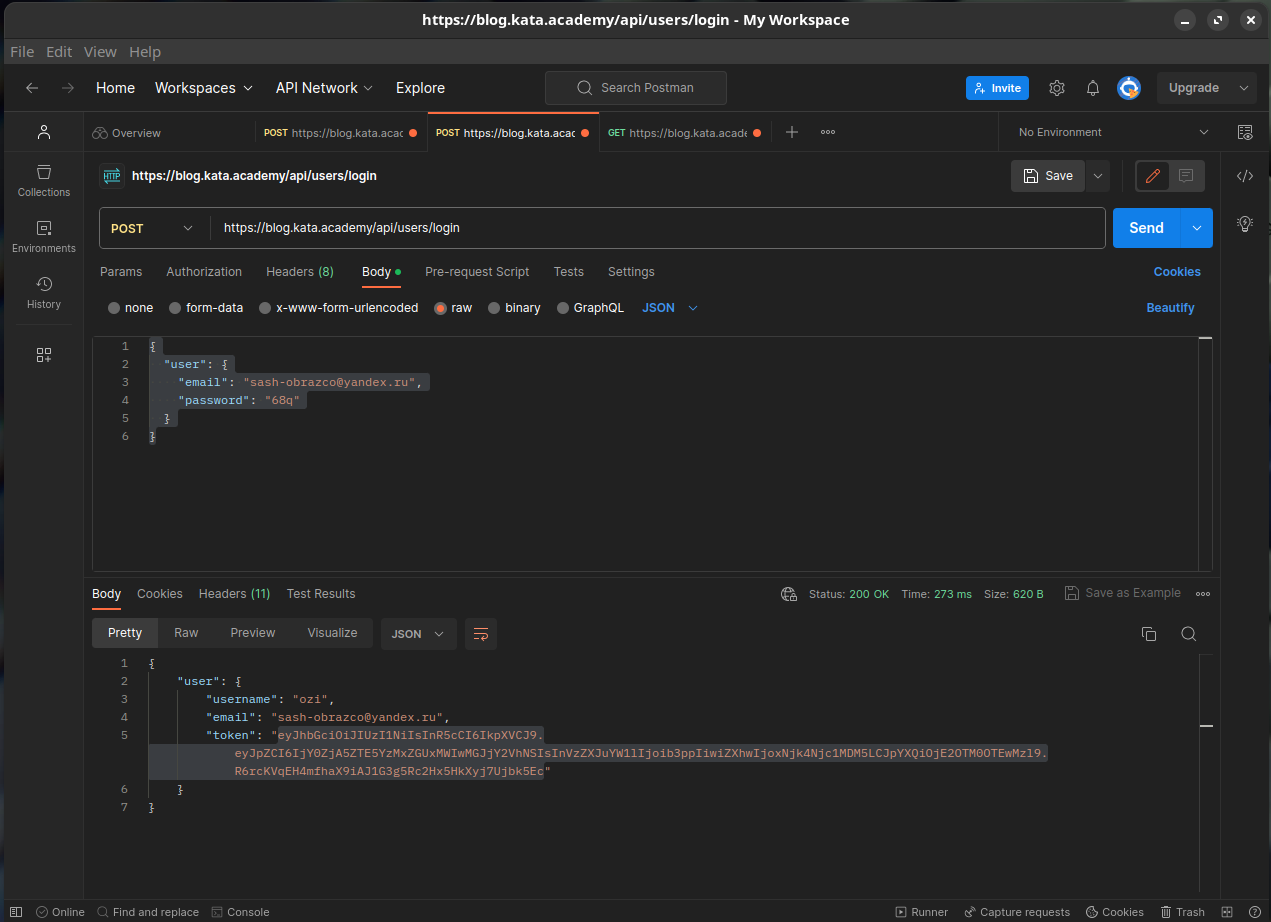 https://blog.kata.academy/api/users/login - My Workspace
File Edit View Help
Home Workspaces API Network Explore Search Postman Invite Upgrade
Overview POST https://blog.kata.acac POST https://blog.kata.acac GET https://blog.kata.acade No Environment
HTTP https://blog.kata.academy/api/users/login Save
Collections
Environments
History
POST https://blog.kata.academy/api/users/login Send
Params Authorization Headers (8) Body Pre-request Script Tests Settings Cookies
none form-data x-www-form-urlencoded raw binary GraphQL JSON Beautify
1 {
2 "user": {
3 "email": "sash-obrazco@yandex.ru",
4 "password": "68q"
5 }
6 }
Body Cookies Headers (11) Test Results Status: 200 OK Time: 273 ms Size: 620 B Save as Example
Pretty Raw Preview Visualize JSON
1 {
2 "user": {
3 "username": "ozi",
4 "email": "sash-obrazco@yandex.ru",
5 "token": "eyJhbGciOiJIUzI1NiIsInR5cCI6IkpXVCJ9.
eyJpZCI6IjY0ZjA5ZTE5YzMxZGUxMWIwMGJjY2VhNSIsInVzZXJuYW1lIjoib3ppIiwiZXhwIjoxNjk4Njc1MDM5LCJpYXQiOjE2OTM0OTEwMzl9.
R6rcKVqEH4mfhaX9iAJ1G3g5Rc2Hx5HkXyj7Ujbk5Ec"
6 }
7 }
Online Find and replace Console Runner Capture requests Cookies Trash